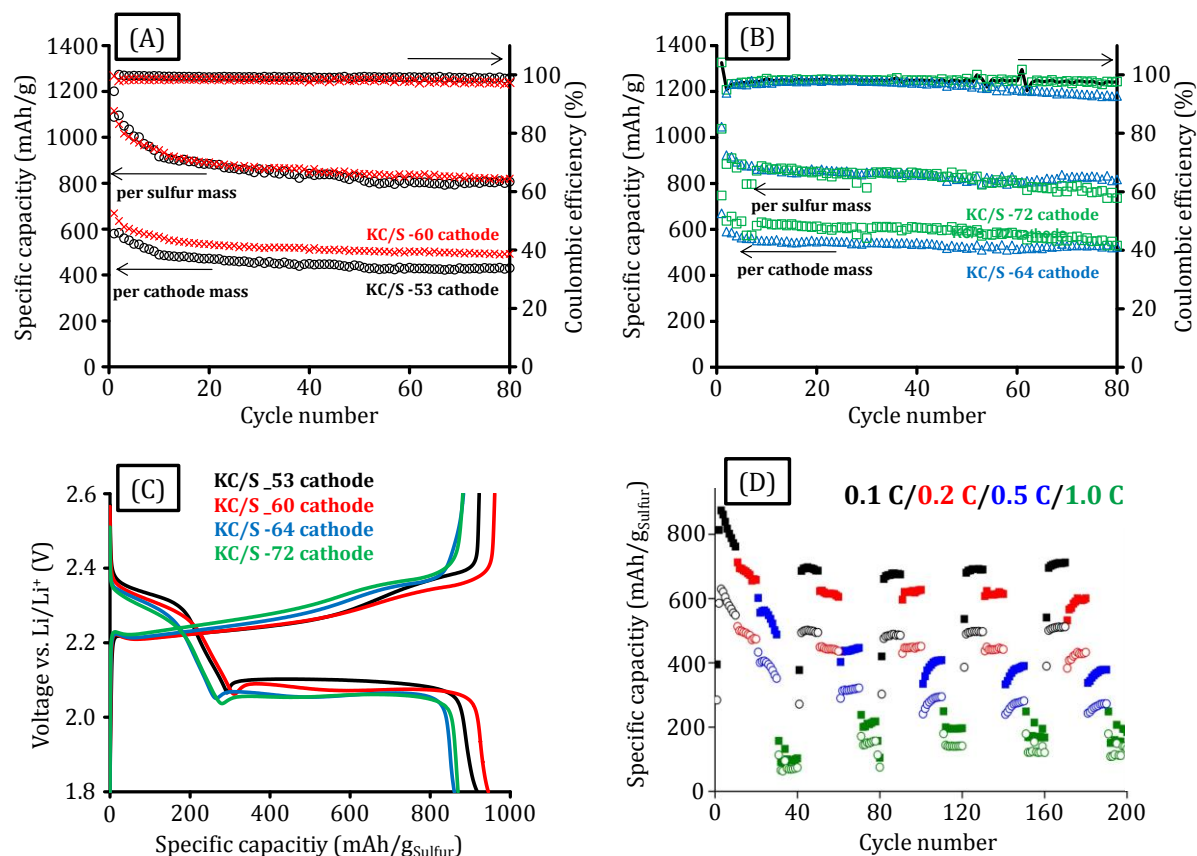 (A)
1400
1200
1000
800
600
400
200
0
Specific capacitiy (mAh/g)
100
80
60
40
20
0
Coulombic efficiency (%)
per sulfur mass
KC/S -60 cathode
per cathode mass
KC/S -53 cathode
0 20 40 60 80
Cycle number
(B)
1400
1200
1000
800
600
400
200
0
Specific capacitiy (mAh/g)
100
80
60
40
20
0
Coulombic efficiency (%)
per sulfur mass
KC/S -72 cathode
per cathode mass
KC/S -64 cathode
0 20 40 60 80
Cycle number
(C)
KC/S _53 cathode
KC/S _60 cathode
KC/S -64 cathode
KC/S -72 cathode
2.6
2.4
2.2
2.0
1.8
Voltage vs. Li/Li⁺ (V)
0 200 400 600 800 1000
Specific capacitiy (mAh/gSulfur)
(D)
0.1 C/0.2 C/0.5 C/1.0 C
800
600
400
200
0
Specific capacitiy (mAh/gSulfur)
0 40 80 120 160 200
Cycle number